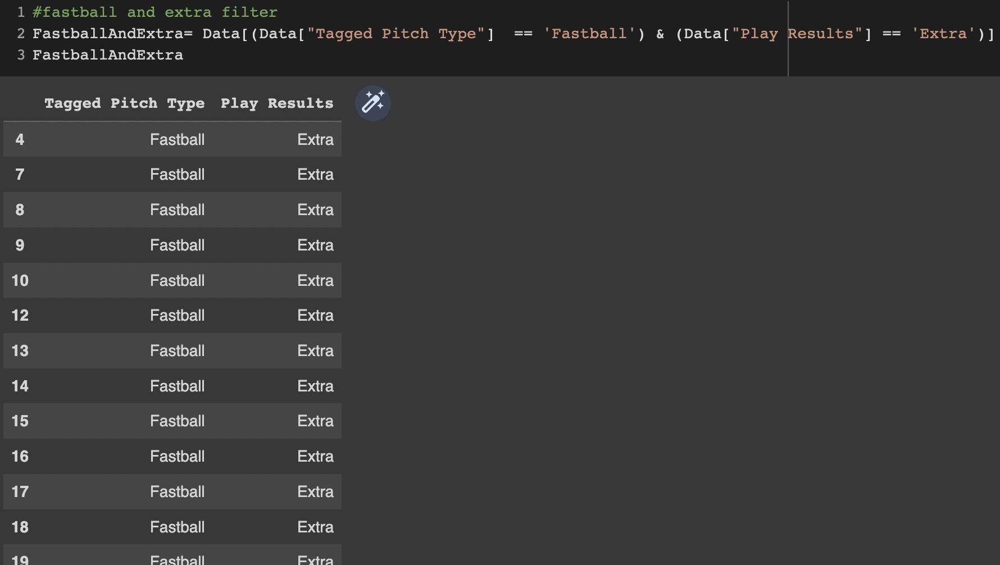 1 #fastball and extra filter
2 FastballAndExtra= Data[(Data["Tagged Pitch Type"]  == 'Fastball') & (Data["Play Results"] == 'Extra')]
3 FastballAndExtra
Tagged Pitch Type Play Results
4 Fastball Extra
7 Fastball Extra
8 Fastball Extra
9 Fastball Extra
10 Fastball Extra
12 Fastball Extra
13 Fastball Extra
14 Fastball Extra
15 Fastball Extra
16 Fastball Extra
17 Fastball Extra
18 Fastball Extra
19 Fastball Extra